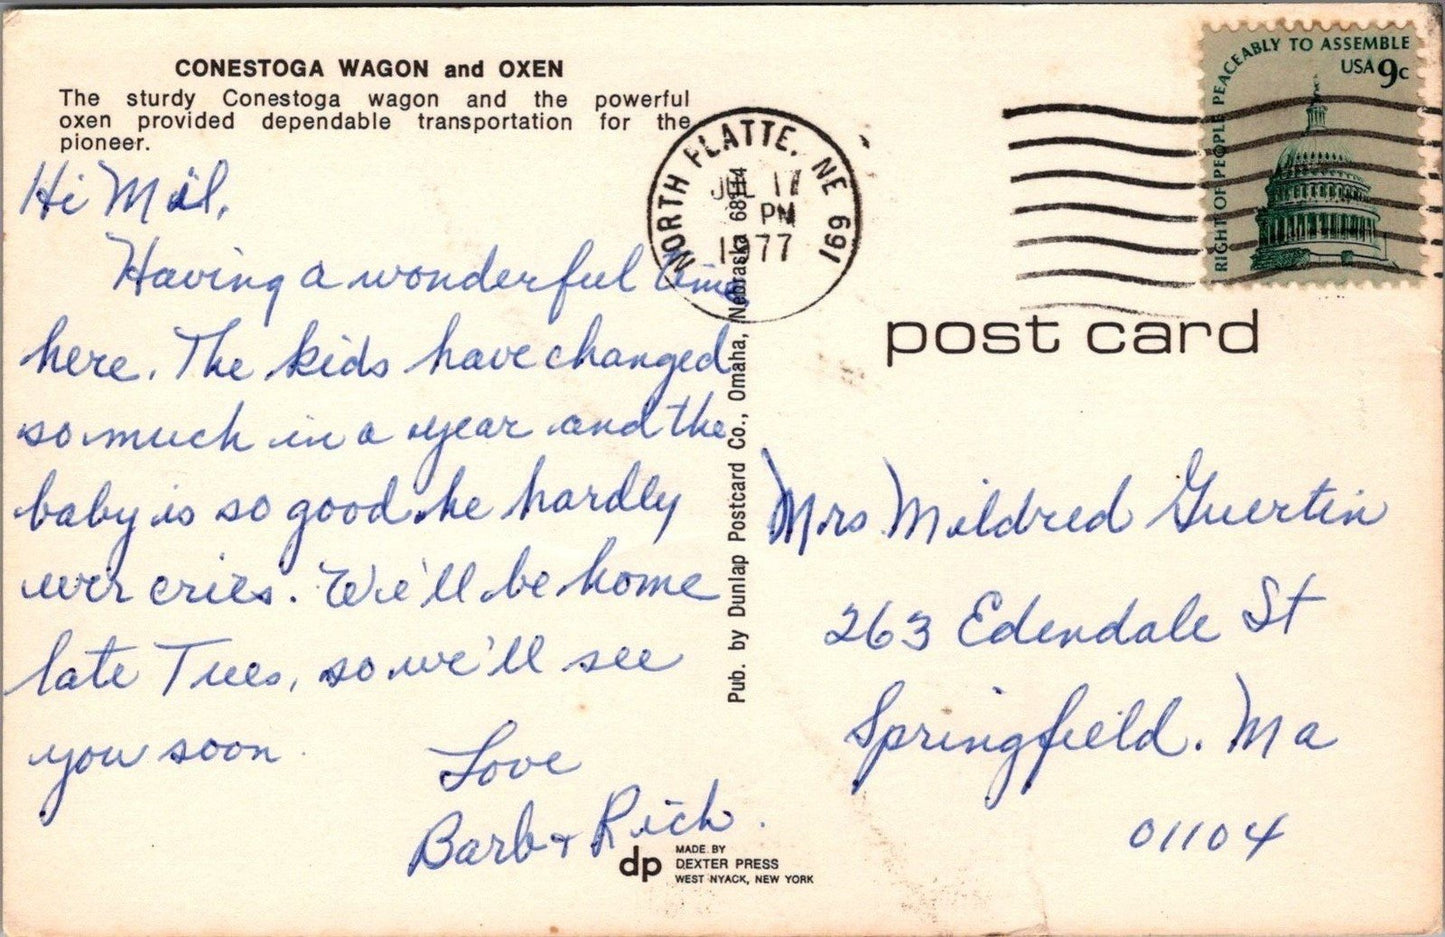 CONESTOGA WAGON and OXEN
The sturdy Conestoga wagon and the powerful
oxen provided dependable transportation for the
pioneer.
Hi Mil,
Having a wonderful time
here. The kids have changed
so much in a year and the
baby is so good he hardly
ever cries. We'll be home
late Tues, so we'll see
you soon.
Love
Barb + Rich.
Pub. by Dunlap Postcard Co., Omaha, Nebraska
dp
MADE BY
DEXTER PRESS
WEST NYACK, NEW YORK
NORTH PLATTE, NE 691
17
PM
1977
RIGHT OF PEOPLE PEACEABLY TO ASSEMBLE
USA 9c
post card
Mrs Mildred Guertin
263 Edendale St
Springfield. Ma
01104